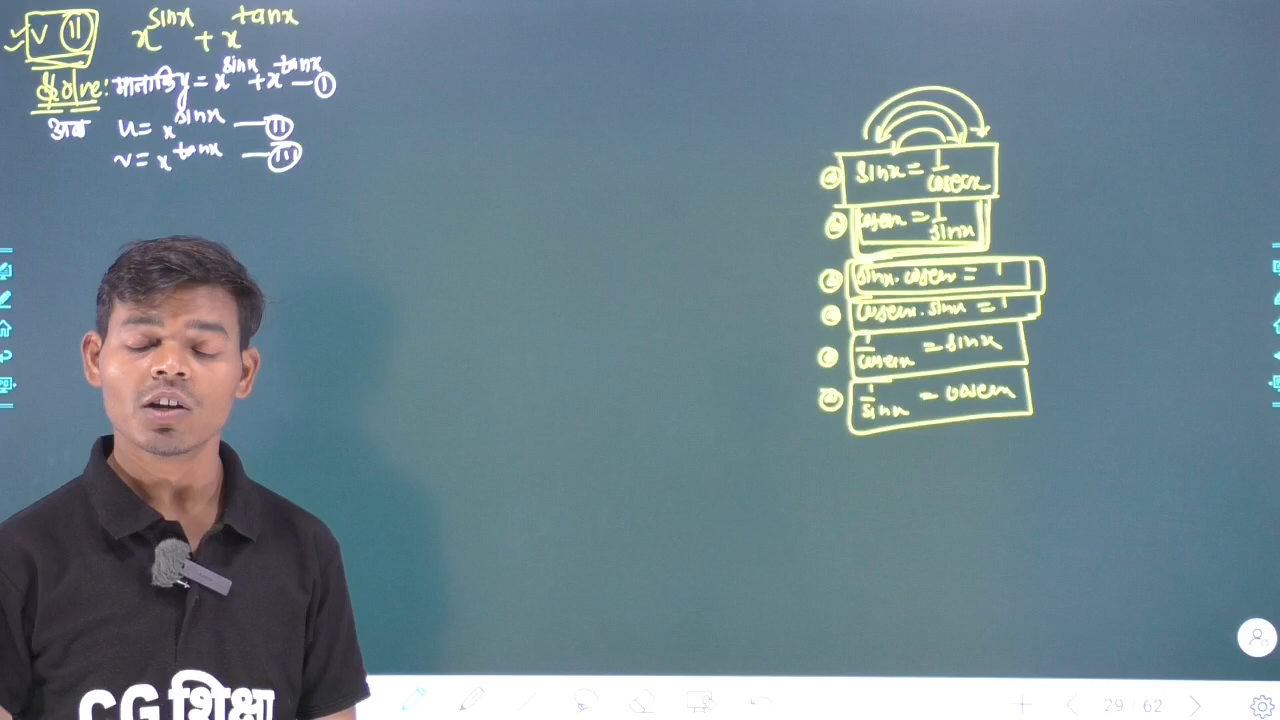 v (ii) x^sinx + x^tanx
Solve: मानाकि y = x^sinx + x^tanx — (i)
अब u = x^sinx — (ii)
v = x^tanx — (iii)
sinx = 1/cosecx
cosecx = 1/sinx
sinx . cosecx = 1
cosecx . sinx = 1
1/cosecx = sinx
1/sinx = cosecx
CG शिक्षा
29 / 62